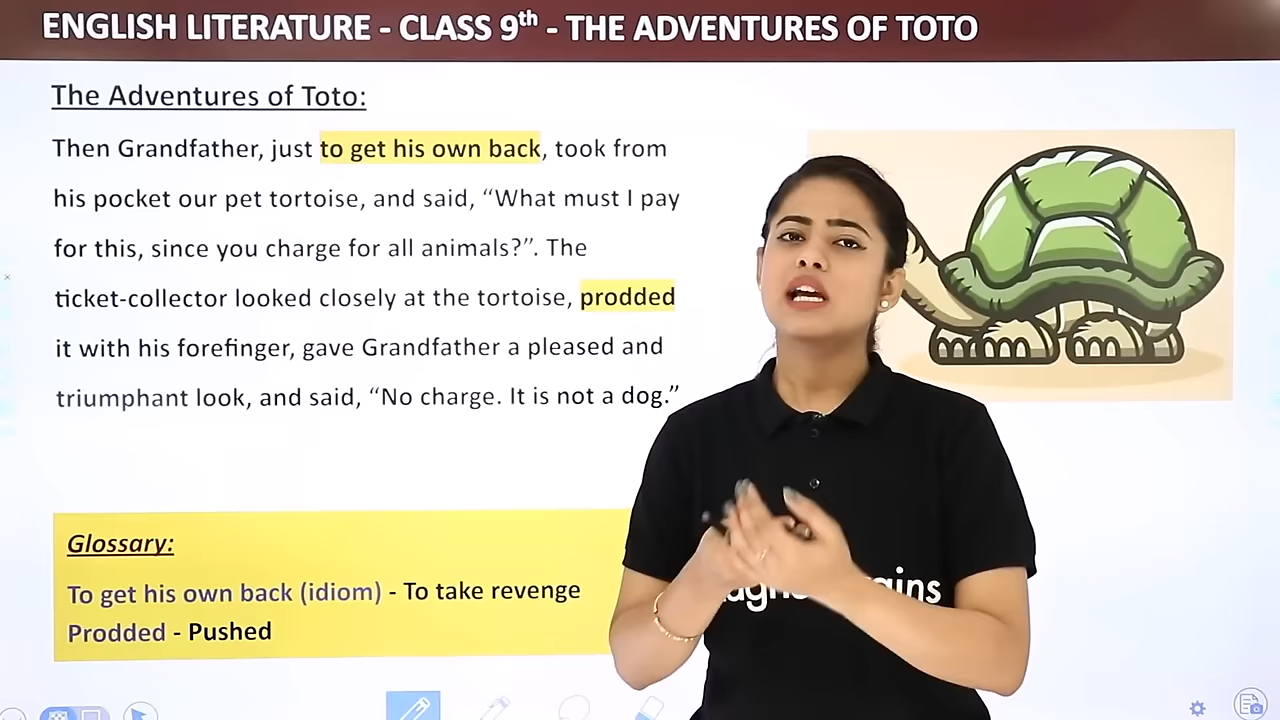 ENGLISH LITERATURE - CLASS 9th - THE ADVENTURES OF TOTO
The Adventures of Toto:
Then Grandfather, just to get his own back, took from
his pocket our pet tortoise, and said, “What must I pay
for this, since you charge for all animals?”. The
ticket-collector looked closely at the tortoise, prodded
it with his forefinger, gave Grandfather a pleased and
triumphant look, and said, “No charge. It is not a dog.”
Glossary:
To get his own back (idiom) - To take revenge
Prodded - Pushed